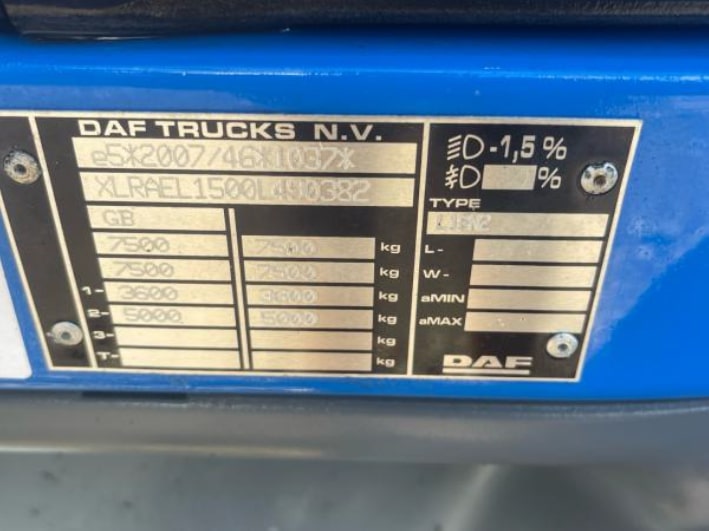 DAF TRUCKS N.V.
e5*2007/46*1037*
XLRAEL1500L490382
GB
7500 7500 kg
7500 7500 kg
1- 3600 3600 kg
2- 5000 5000 kg
3- kg
T- kg
-1,5%
%
TYPE
L-
W-
aMIN
aMAX
DAF